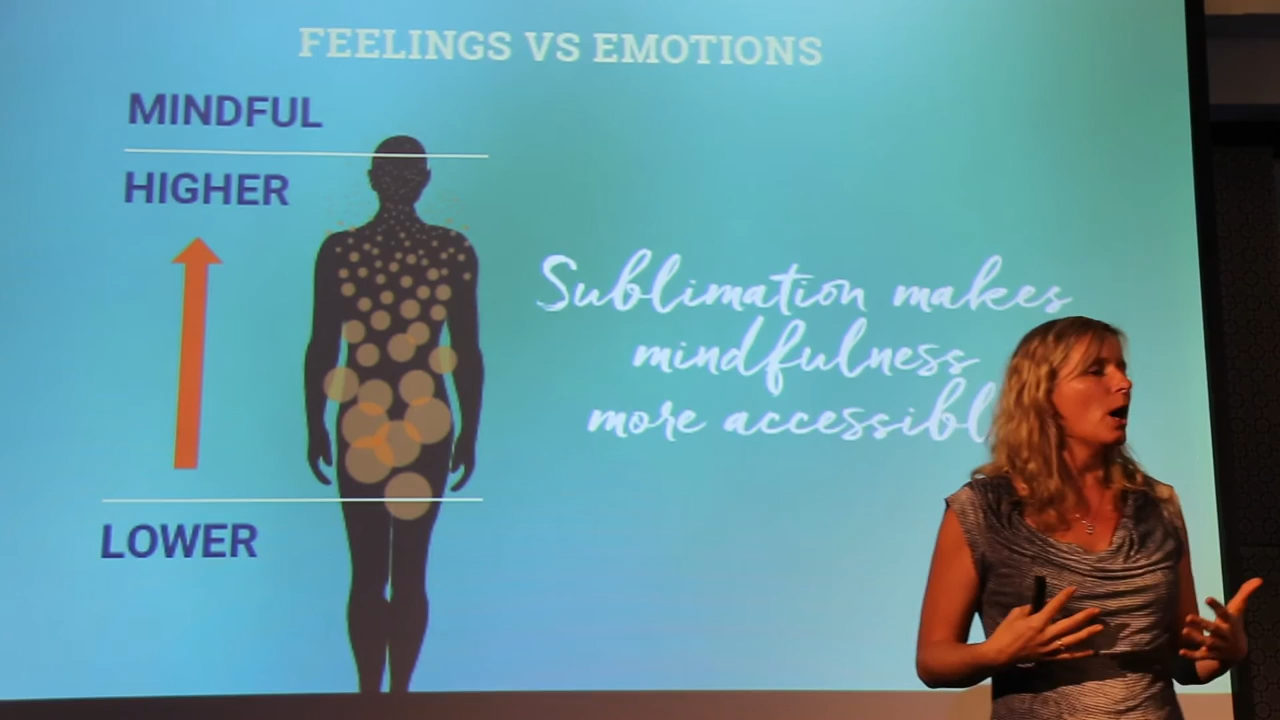 FEELINGS VS EMOTIONS
MINDFUL
HIGHER
Sublimation makes
mindfulness
more accessibl
LOWER